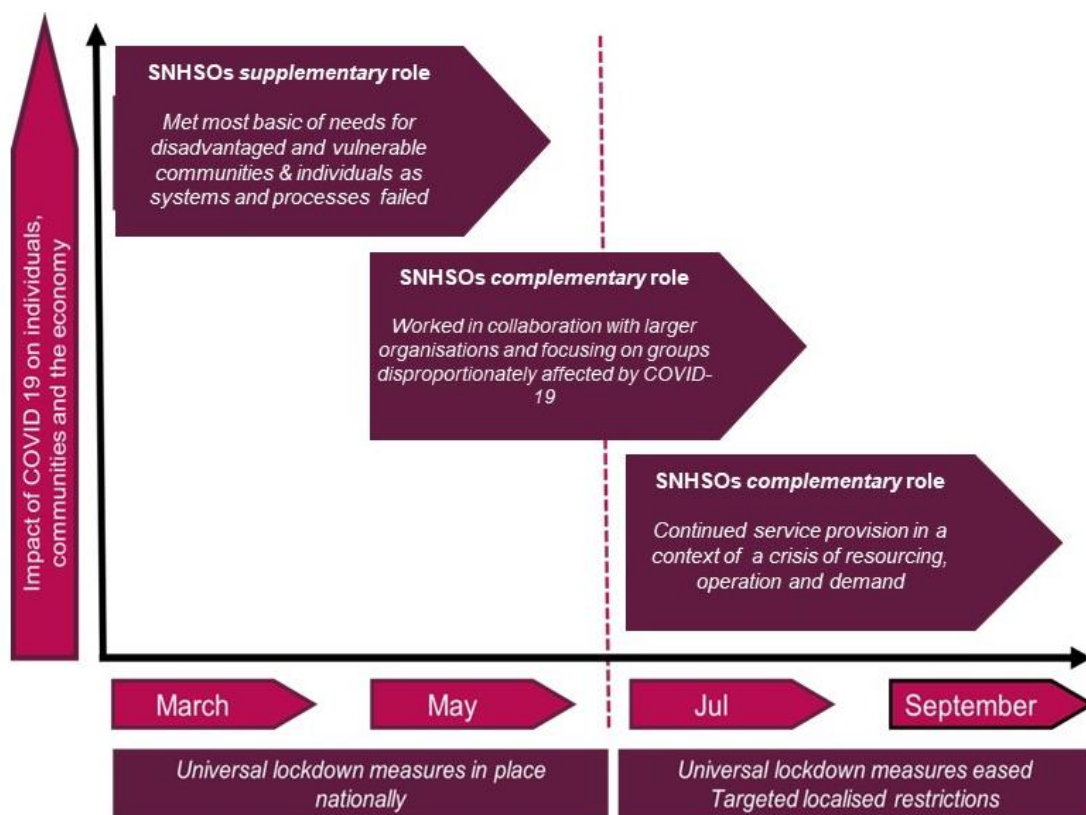 Impact of COVID 19 on individuals,
communities and the economy
SNHSOs supplementary role
Met most basic of needs for
disadvantaged and vulnerable
communities & individuals as
systems and processes failed
SNHSOs complementary role
Worked in collaboration with larger
organisations and focusing on groups
disproportionately affected by COVID-
19
SNHSOs complementary role
Continued service provision in a
context of a crisis of resourcing,
operation and demand
March
May
Jul
September
Universal lockdown measures in place
nationally
Universal lockdown measures eased
Targeted localised restrictions